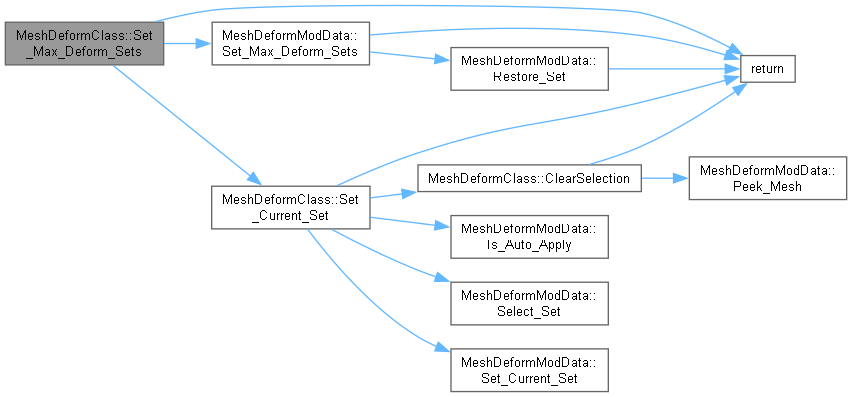 MeshDeformClass::Set
_Max_Deform_Sets
MeshDeformModData::
Set_Max_Deform_Sets
MeshDeformModData::
Restore_Set
return
MeshDeformClass::ClearSelection
MeshDeformModData::
Peek_Mesh
MeshDeformClass::Set
_Current_Set
MeshDeformModData::
Is_Auto_Apply
MeshDeformModData::
Select_Set
MeshDeformModData::
Set_Current_Set